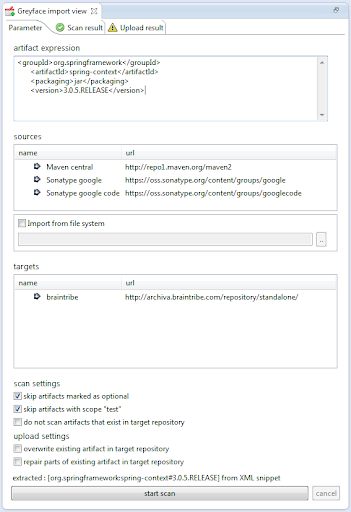 Greyface import view
Parameter Scan result Upload result
artifact expression
<groupId>org.springframework</groupId>
<artifactId>spring-context</artifactId>
<packaging>jar</packaging>
<version>3.0.5.RELEASE</version>
sources
name url
Maven central http://repo1.maven.org/maven2
Sonatype google https://oss.sonatype.org/content/groups/google
Sonatype google code https://oss.sonatype.org/content/groups/googlecode
Import from file system
..
targets
name url
braintribe http://archiva.braintribe.com/repository/standalone/
scan settings
skip artifacts marked as optional
skip artifacts with scope "test"
do not scan artifacts that exist in target repository
upload settings
overwrite existing artifact in target repository
repair parts of existing artifact in target repository
extracted : [org.springframework:spring-context#3.0.5.RELEASE] from XML snippet
start scan cancel